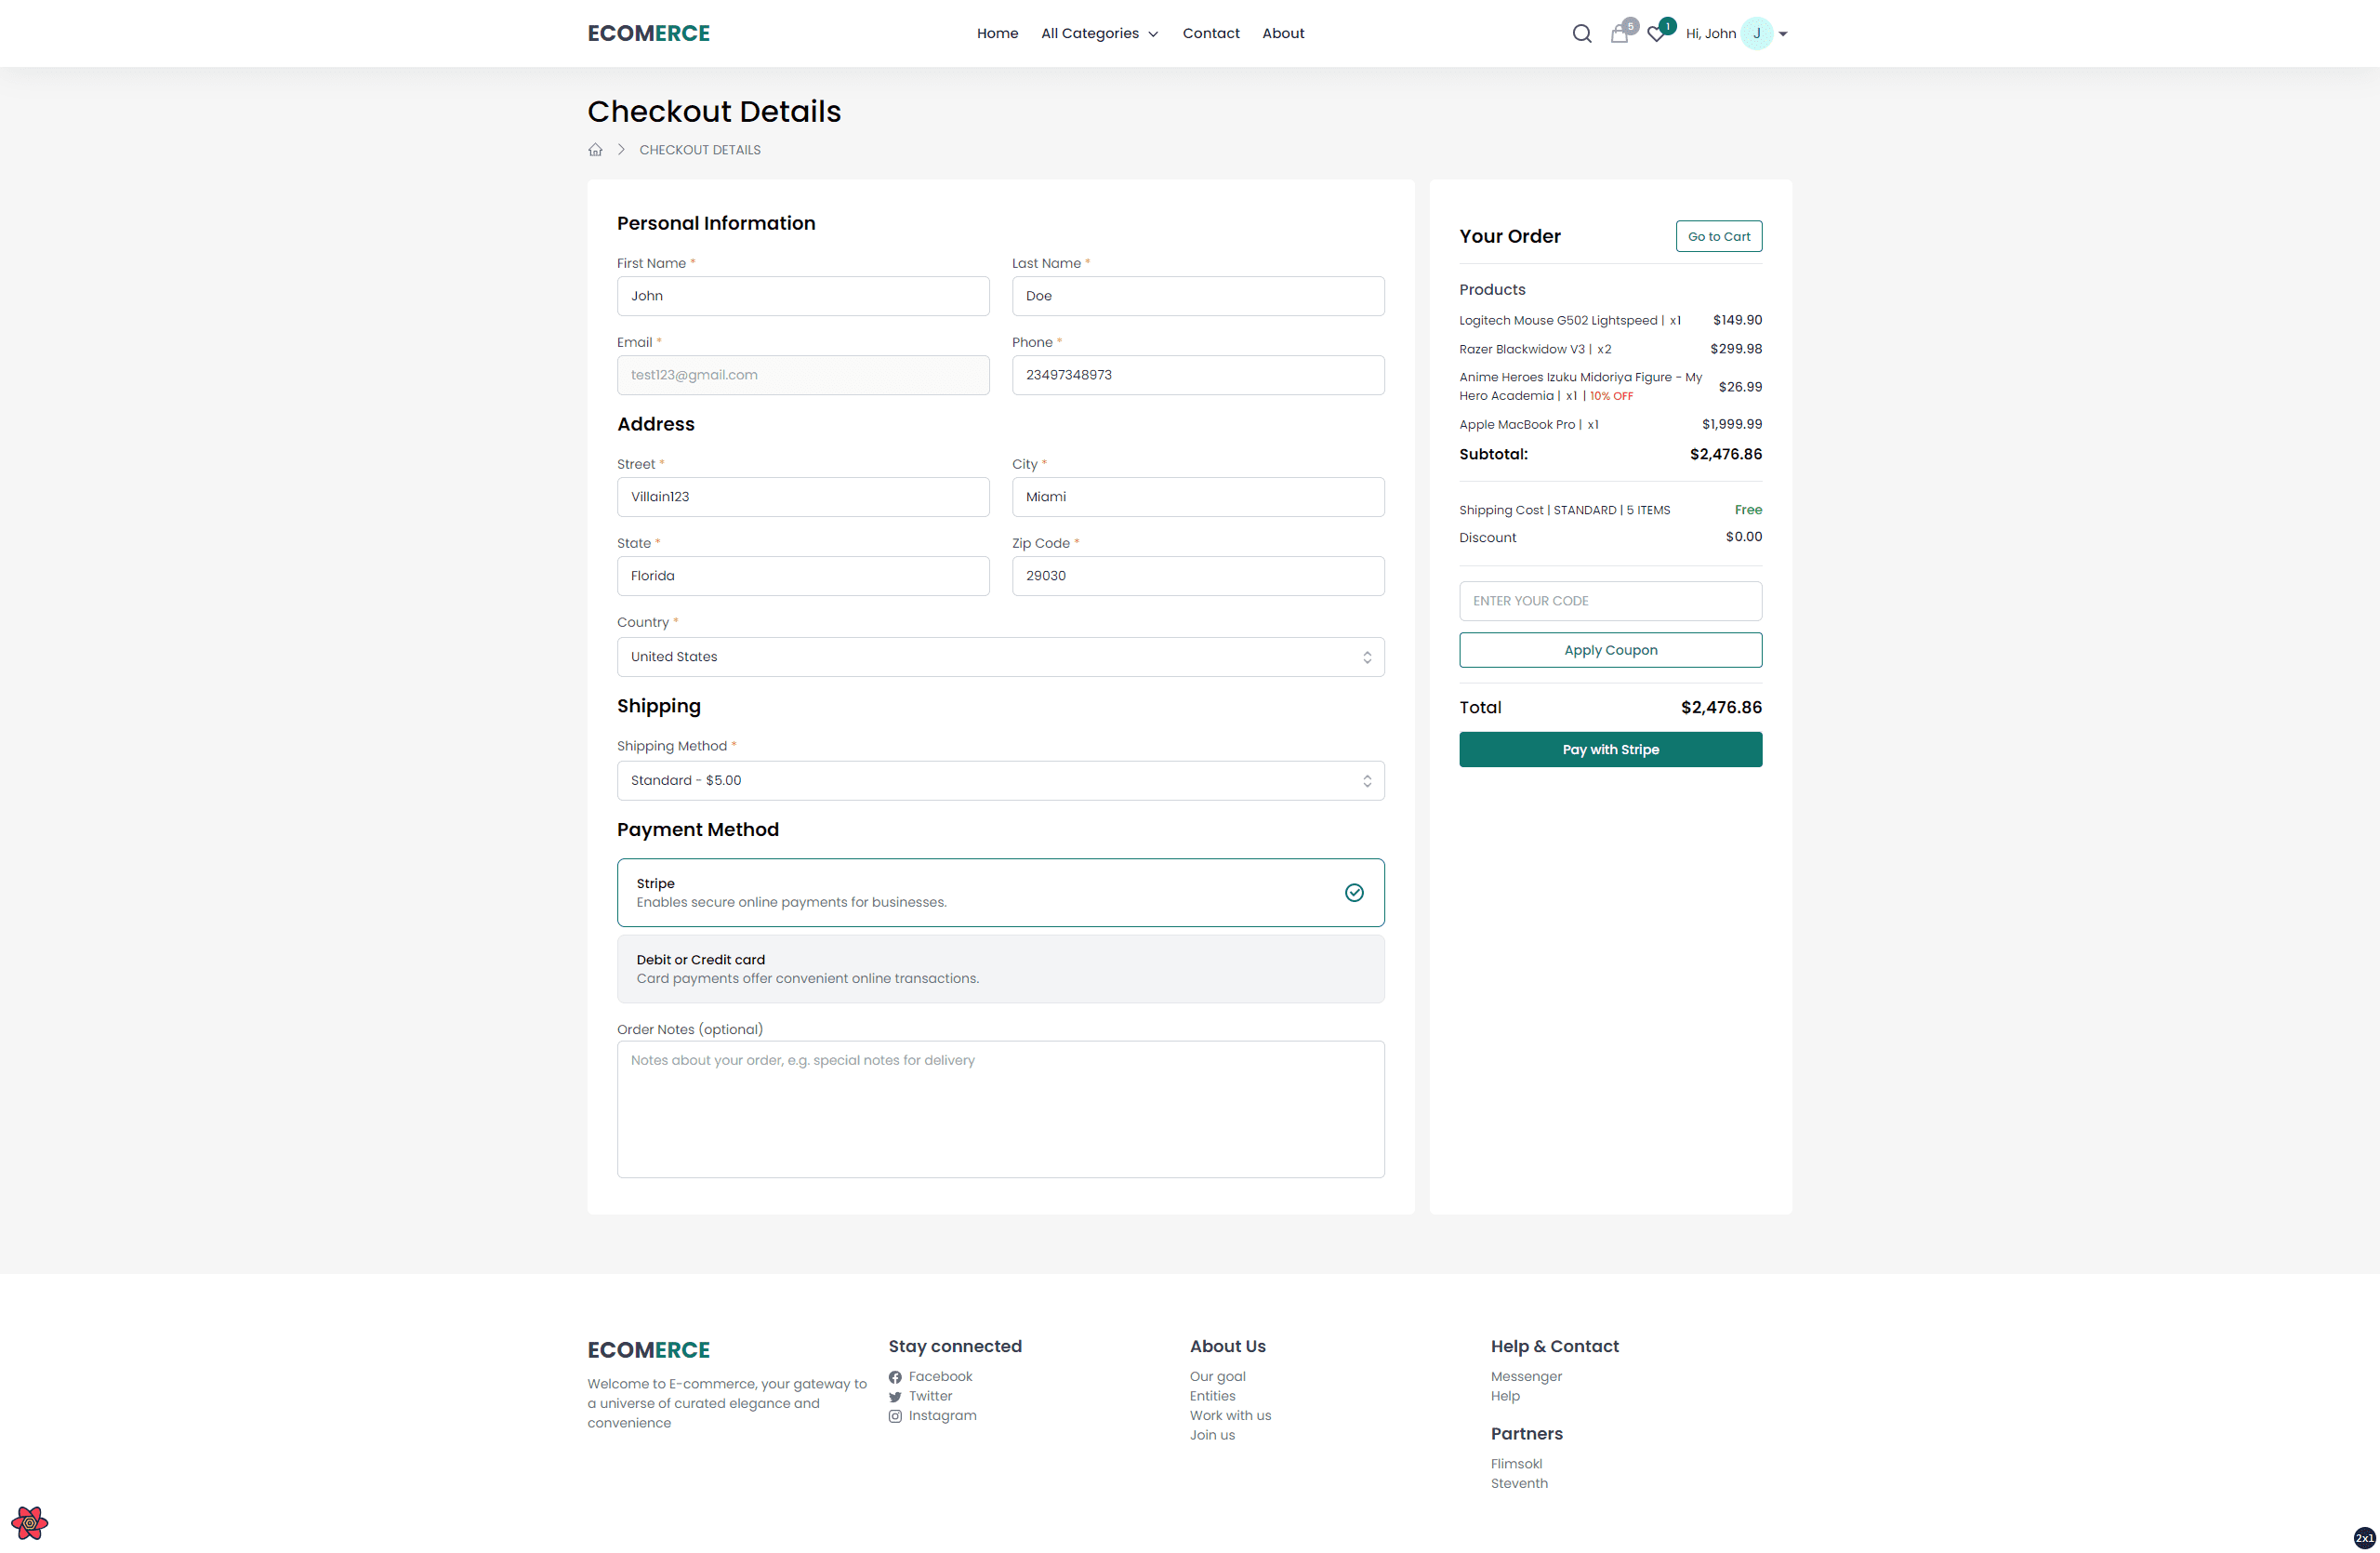 ECOMERCE
Home All Categories Contact About
5 1 Hi, John J
Checkout Details
CHECKOUT DETAILS
Personal Information
First Name * Last Name *
John Doe
Email * Phone *
test123@gmail.com 23497348973
Address
Street * City *
Villain123 Miami
State * Zip Code *
Florida 29030
Country *
United States
Shipping
Shipping Method *
Standard - $5.00
Payment Method
Stripe
Enables secure online payments for businesses.
Debit or Credit card
Card payments offer convenient online transactions.
Order Notes (optional)
Notes about your order, e.g. special notes for delivery
Your Order Go to Cart
Products
Logitech Mouse G502 Lightspeed | x1 $149.90
Razer Blackwidow V3 | x2 $299.98
Anime Heroes Izuku Midoriya Figure - My
Hero Academia | x1 | 10% OFF $26.99
Apple MacBook Pro | x1 $1,999.99
Subtotal: $2,476.86
Shipping Cost | STANDARD | 5 ITEMS Free
Discount $0.00
ENTER YOUR CODE
Apply Coupon
Total $2,476.86
Pay with Stripe
ECOMERCE
Welcome to E-commerce, your gateway to
a universe of curated elegance and
convenience
Stay connected
Facebook
Twitter
Instagram
About Us
Our goal
Entities
Work with us
Join us
Help & Contact
Messenger
Help
Partners
Flimsokl
Steventh
2x1